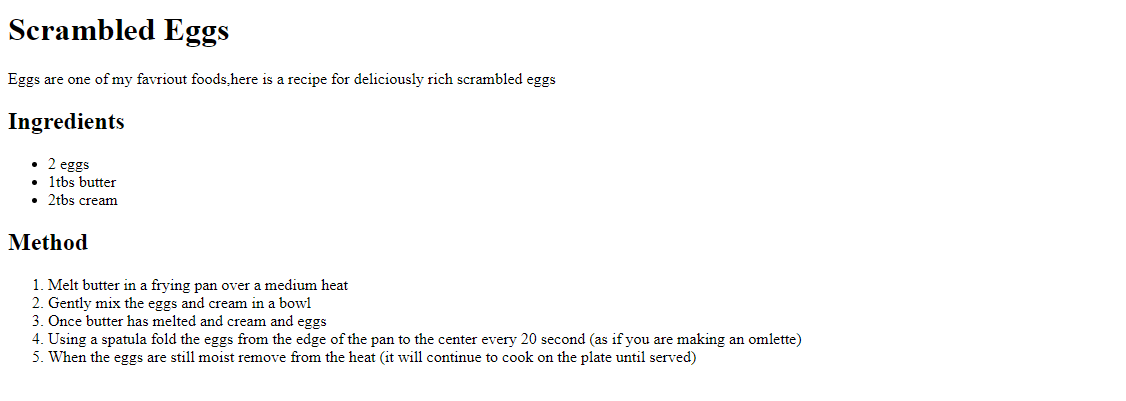 Scrambled Eggs
Eggs are one of my favriout foods,here is a recipe for deliciously rich scrambled eggs
Ingredients
• 2 eggs
• 1tbs butter
• 2tbs cream
Method
1. Melt butter in a frying pan over a medium heat
2. Gently mix the eggs and cream in a bowl
3. Once butter has melted and cream and eggs
4. Using a spatula fold the eggs from the edge of the pan to the center every 20 second (as if you are making an omlette)
5. When the eggs are still moist remove from the heat (it will continue to cook on the plate until served)